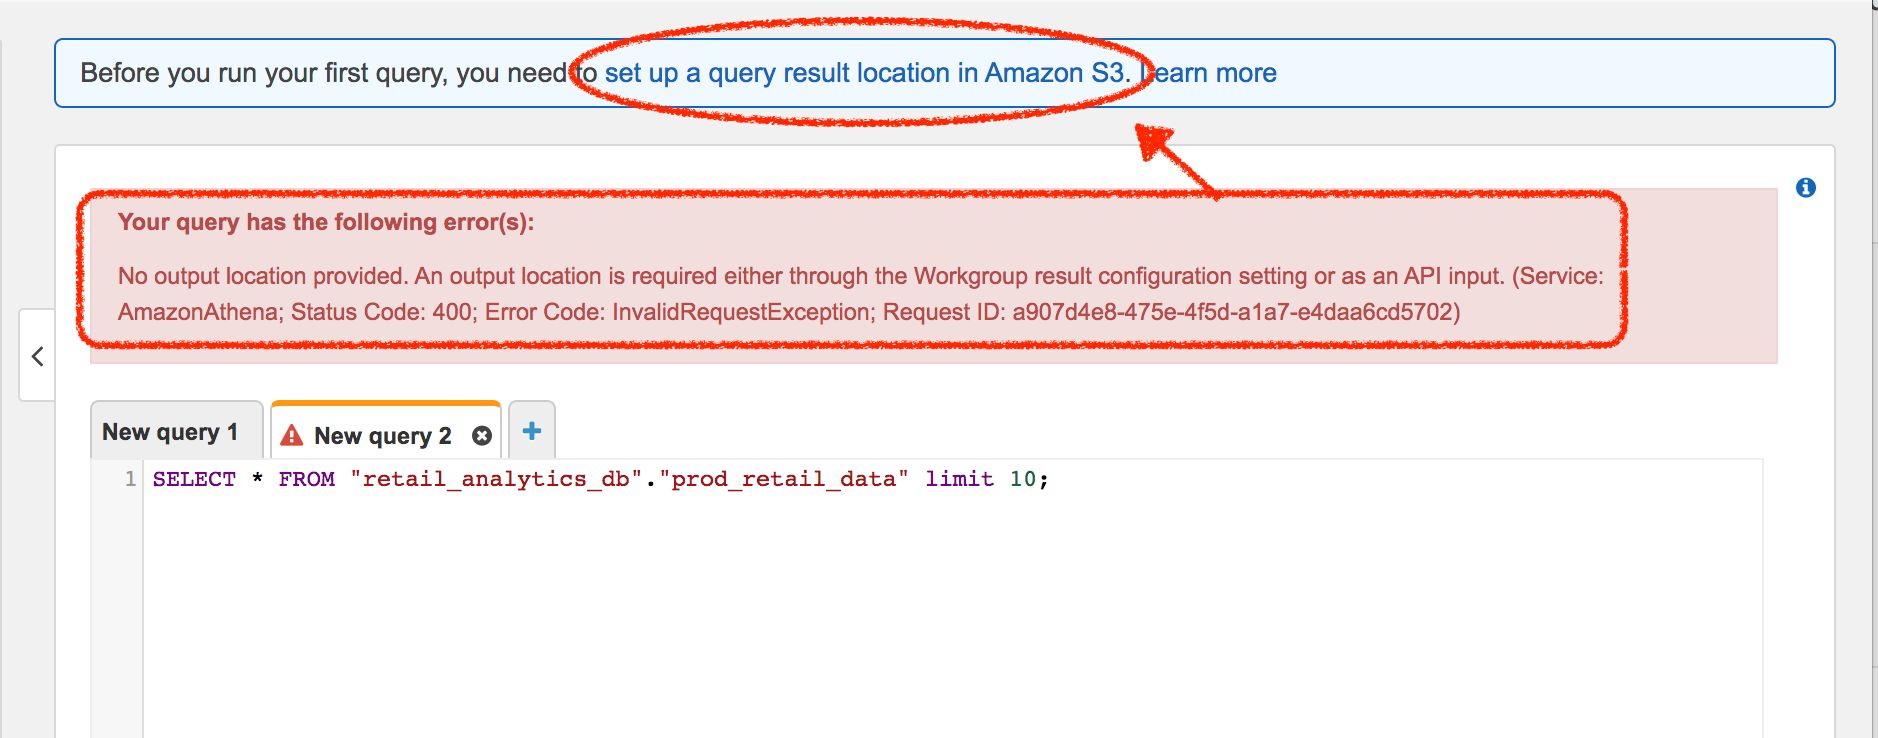 Before you run your first query, you need to set up a query result location in Amazon S3. Learn more
Your query has the following error(s):
No output location provided. An output location is required either through the Workgroup result configuration setting or as an API input. (Service:
AmazonAthena; Status Code: 400; Error Code: InvalidRequestException; Request ID: a907d4e8-475e-4f5d-a1a7-e4daa6cd5702)
New query 1
New query 2
1 SELECT * FROM "retail_analytics_db"."prod_retail_data" limit 10;